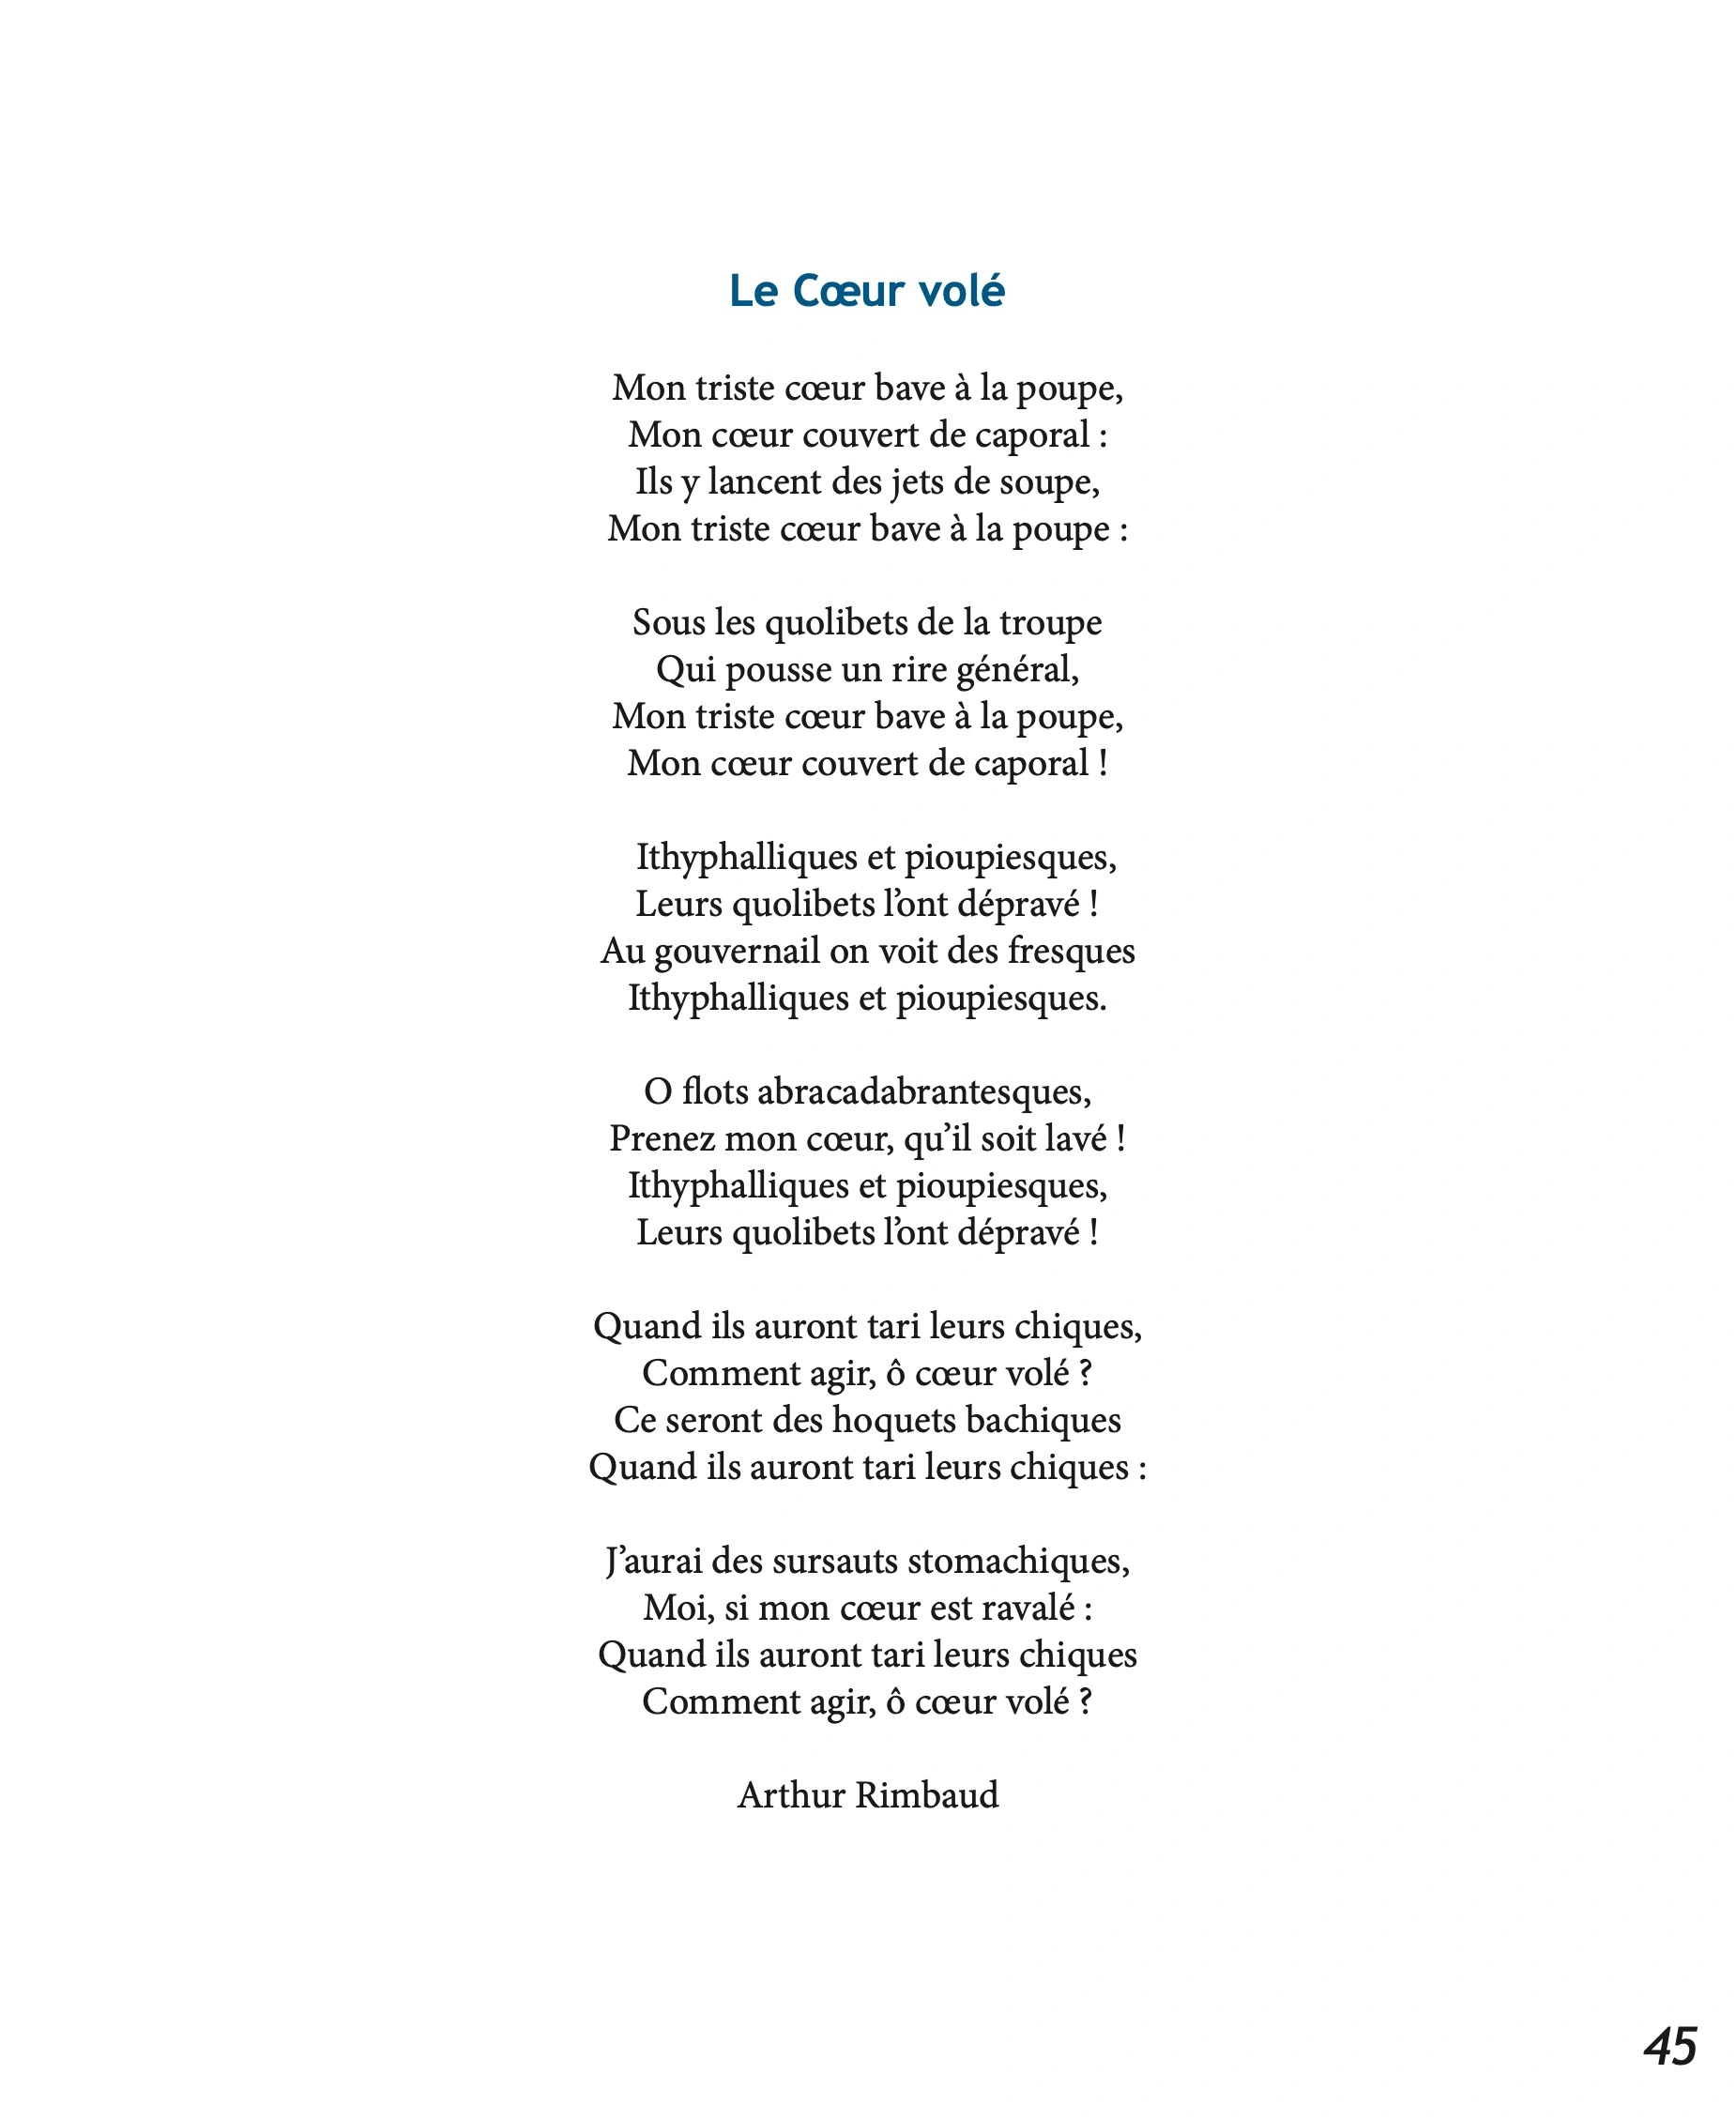 Le Cœur volé
Mon triste cœur bave à la poupe,
Mon cœur couvert de caporal :
Ils y lancent des jets de soupe,
Mon triste cœur bave à la poupe :
Sous les quolibets de la troupe
Qui pousse un rire général,
Mon triste cœur bave à la poupe,
Mon cœur couvert de caporal !
Ithyphalliques et pioupiesques,
Leurs quolibets l’ont dépravé !
Au gouvernail on voit des fresques
Ithyphalliques et pioupiesques.
O flots abracadabrantesques,
Prenez mon cœur, qu’il soit lavé !
Ithyphalliques et pioupiesques,
Leurs quolibets l’ont dépravé !
Quand ils auront tari leurs chiques,
Comment agir, ô cœur volé ?
Ce seront des hoquets bachiques
Quand ils auront tari leurs chiques :
J’aurai des sursauts stomachiques,
Moi, si mon cœur est ravalé :
Quand ils auront tari leurs chiques
Comment agir, ô cœur volé ?
Arthur Rimbaud
45